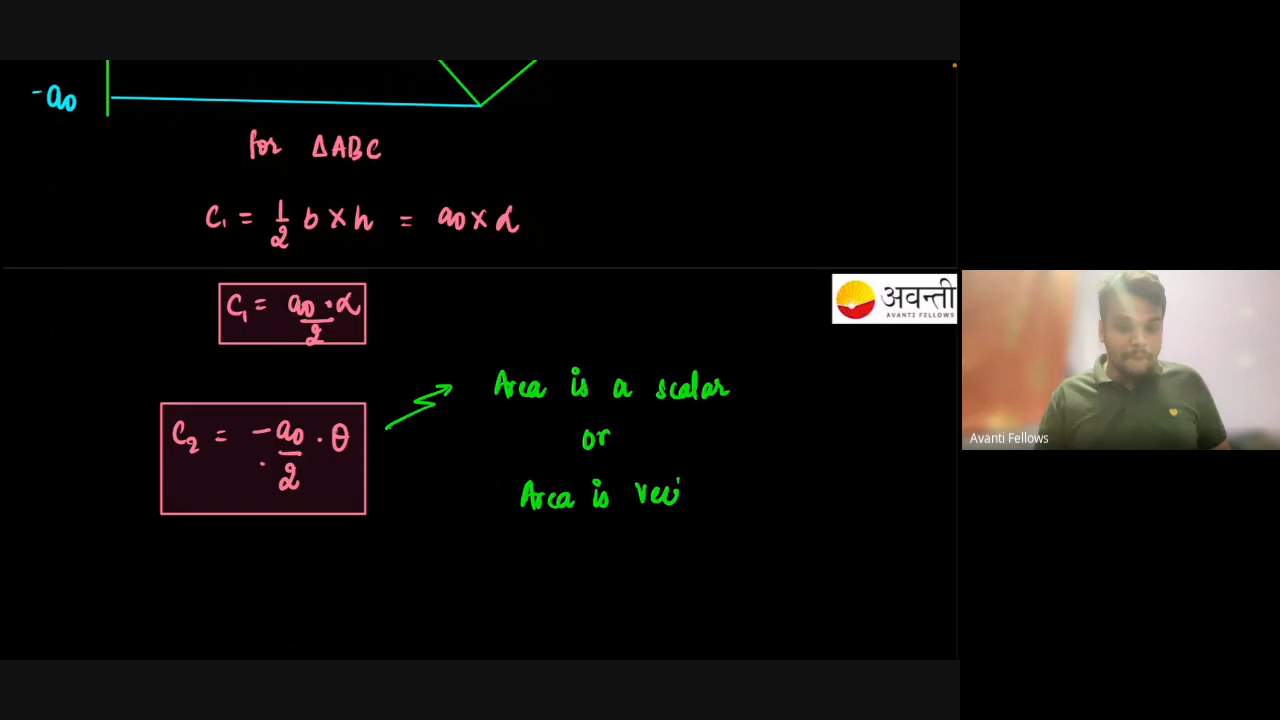 -a₀
for ΔABC
C₁ = 1/2 b × h = a₀ × α
C₁ = a₀/2 · α
अवन्ती
AVANTI FELLOWS
Area is a scalar
C₂ = -a₀/2 · θ
or
Area is
Avanti Fellows